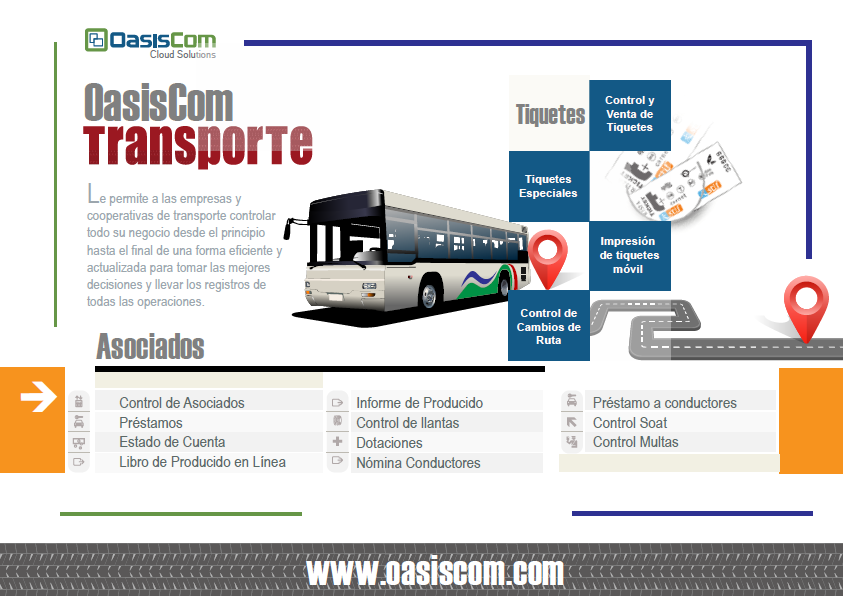 OasisCom
Cloud Solutions
OasisCom
Transporte
Le permite a las empresas y
cooperativas de transporte controlar
todo su negocio desde el principio
hasta el final de una forma eficiente y
actualizada para tomar las mejores
decisiones y llevar los registros de
todas las operaciones.
Tiquetes
Control y
Venta de
Tiquetes
Tiquetes
Especiales
Impresión
de tiquetes
móvil
Control de
Cambios de
Ruta
Asociados
Control de Asociados
Préstamos
Estado de Cuenta
Libro de Producido en Línea
Informe de Producido
Control de llantas
Dotaciones
Nómina Conductores
Préstamo a conductores
Control Soat
Control Multas
www.oasiscom.com